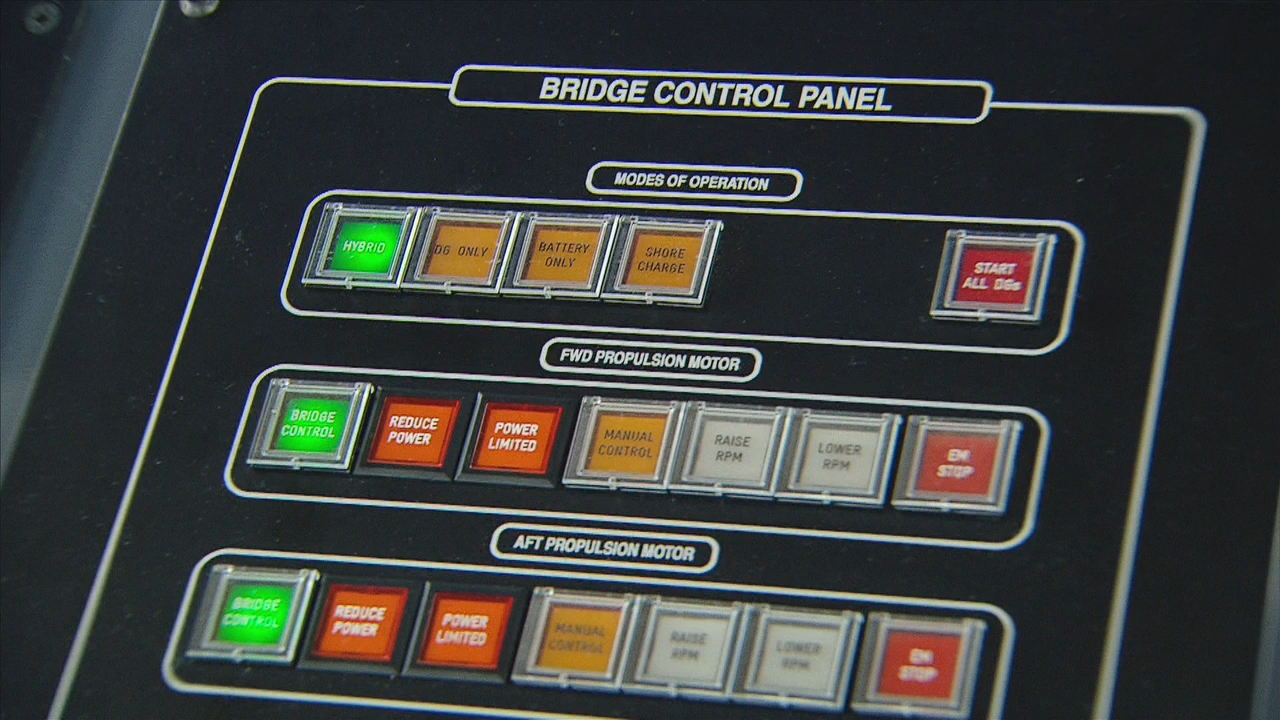 BRIDGE CONTROL PANEL
MODES OF OPERATION
HYBRID
DG ONLY
BATTERY
ONLY
SHORE
CHARGE
START
ALL DGs
FWD PROPULSION MOTOR
BRIDGE
CONTROL
REDUCE
POWER
POWER
LIMITED
MANUAL
CONTROL
RAISE
RPM
LOWER
RPM
EM
STOP
AFT PROPULSION MOTOR
BRIDGE
CONTROL
REDUCE
POWER
POWER
LIMITED
MANUAL
CONTROL
RAISE
RPM
LOWER
RPM
EM
STOP